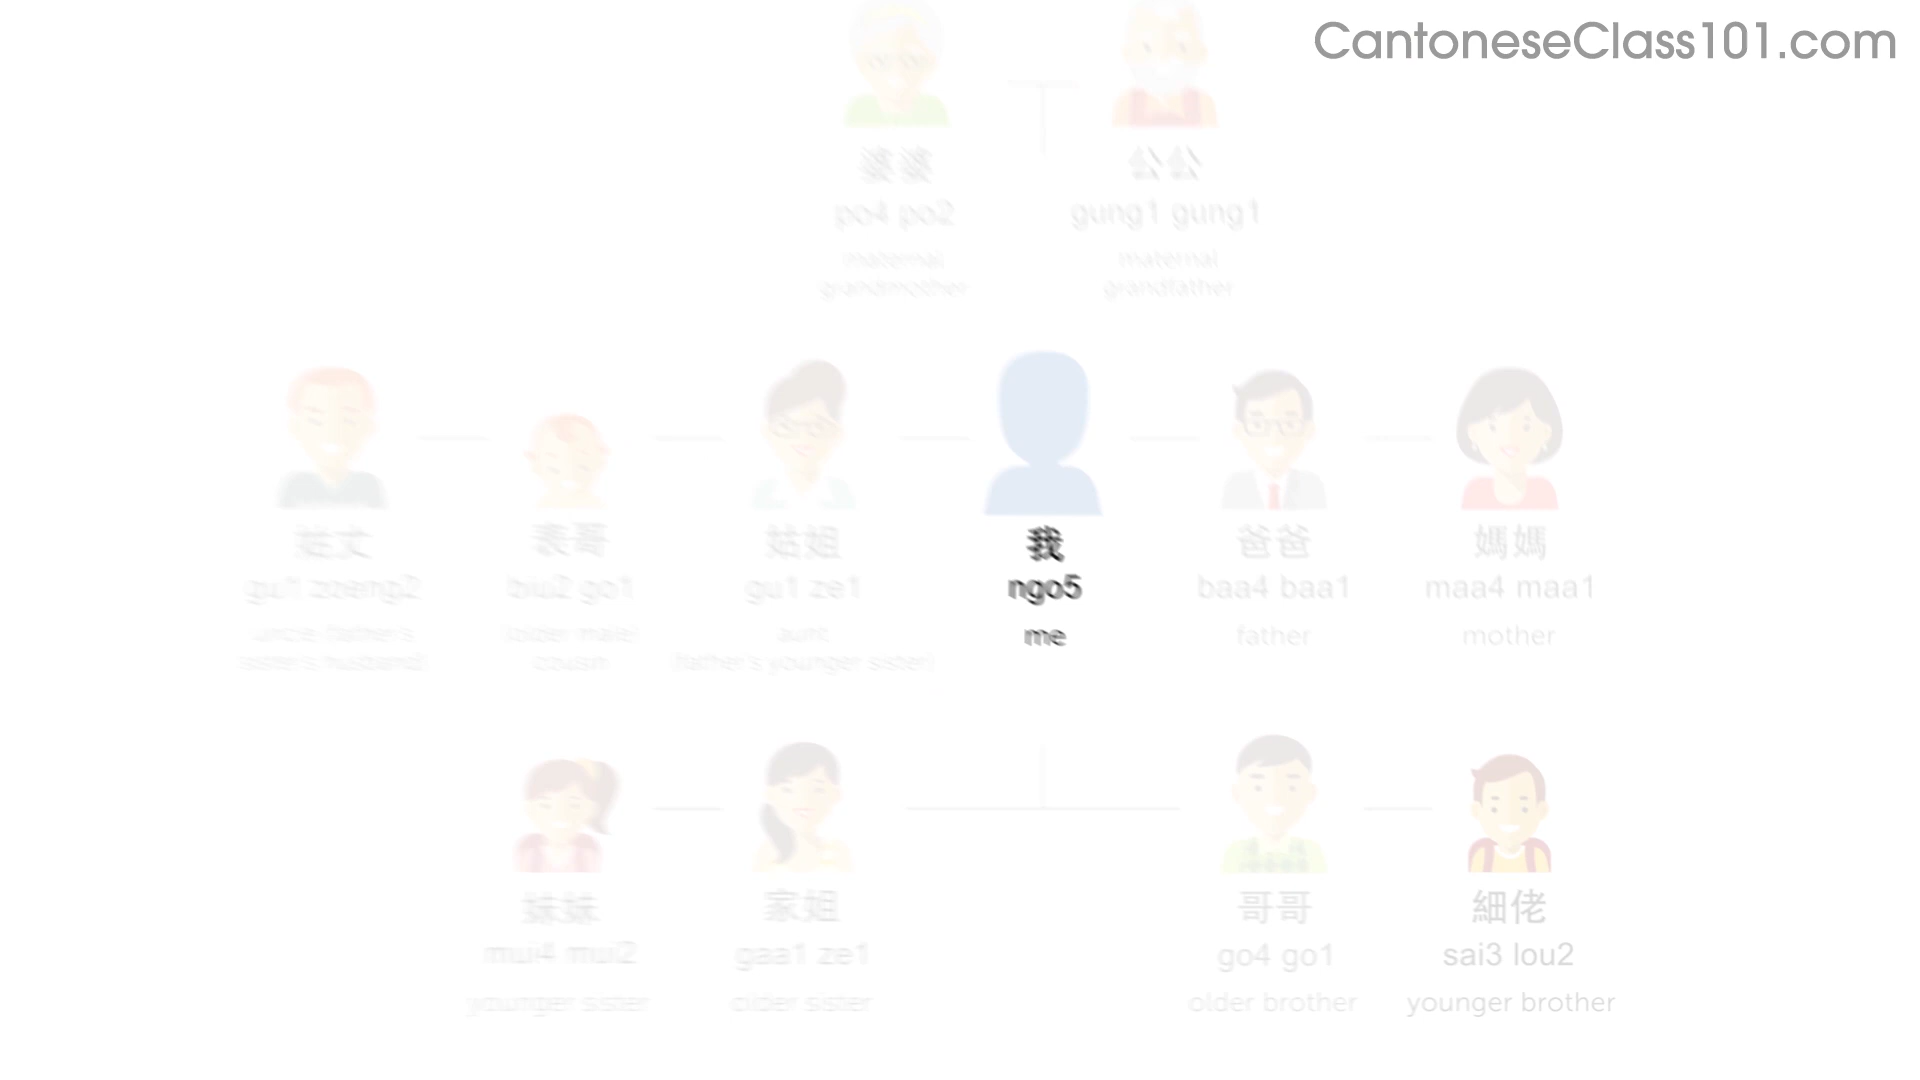 CantoneseClass101.com
婆婆
po4 po2
maternal
grandmother
公公
gung1 gung1
maternal
grandfather
姑丈
gu1 zoeng2
uncle (father's
sister's husband)
表哥
biu2 go1
(older male)
cousin
姑姐
gu1 ze1
aunt
(father's younger sister)
我
ngo5
me
爸爸
baa4 baa1
father
媽媽
maa4 maa1
mother
妹妹
mui4 mui2
younger sister
家姐
gaa1 ze1
older sister
哥哥
go4 go1
older brother
細佬
sai3 lou2
younger brother